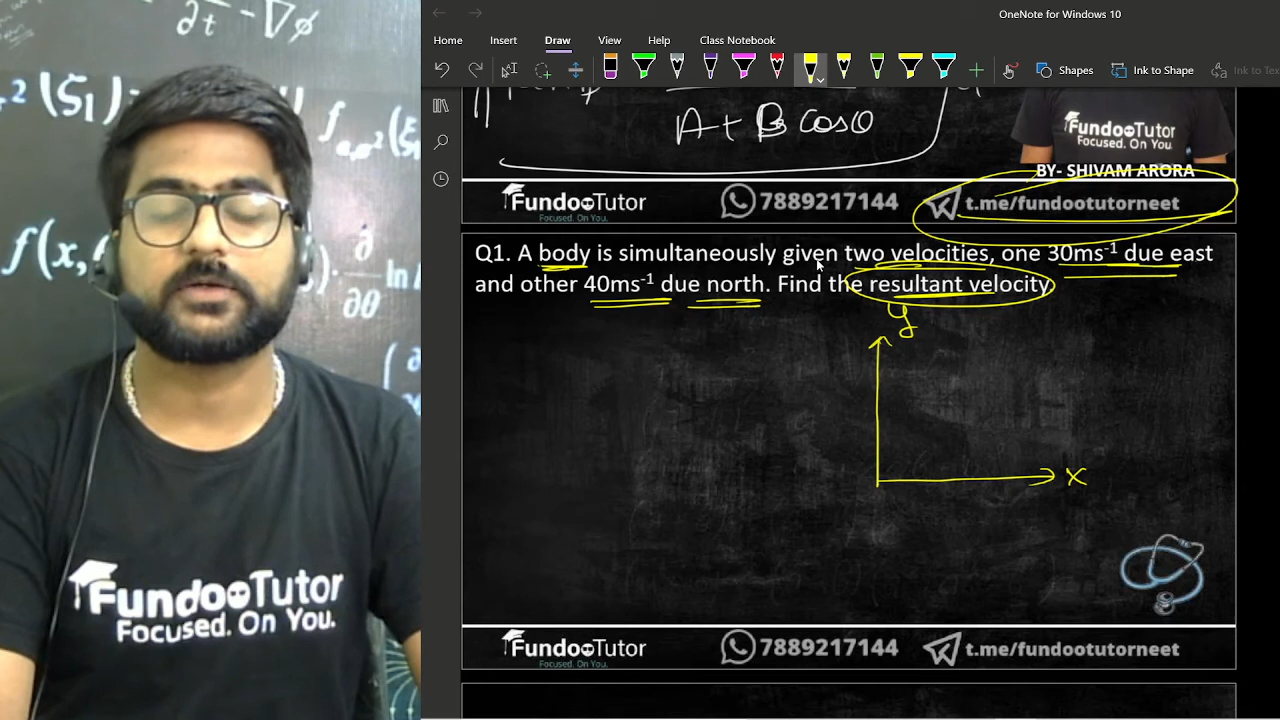 OneNote for Windows 10
Home Insert Draw View Help Class Notebook
Shapes Ink to Shape Ink to Text
A + B cosθ
FundooTutor
Focused. On You.
BY- SHIVAM ARORA
FundooTutor
Focused. On You.
7889217144
t.me/fundootutorneet
Q1. A body is simultaneously given two velocities, one 30ms⁻¹ due east
and other 40ms⁻¹ due north. Find the resultant velocity
y
x
FundooTutor
Focused. On You.
7889217144
t.me/fundootutorneet
FundooTutor
Focused. On You.